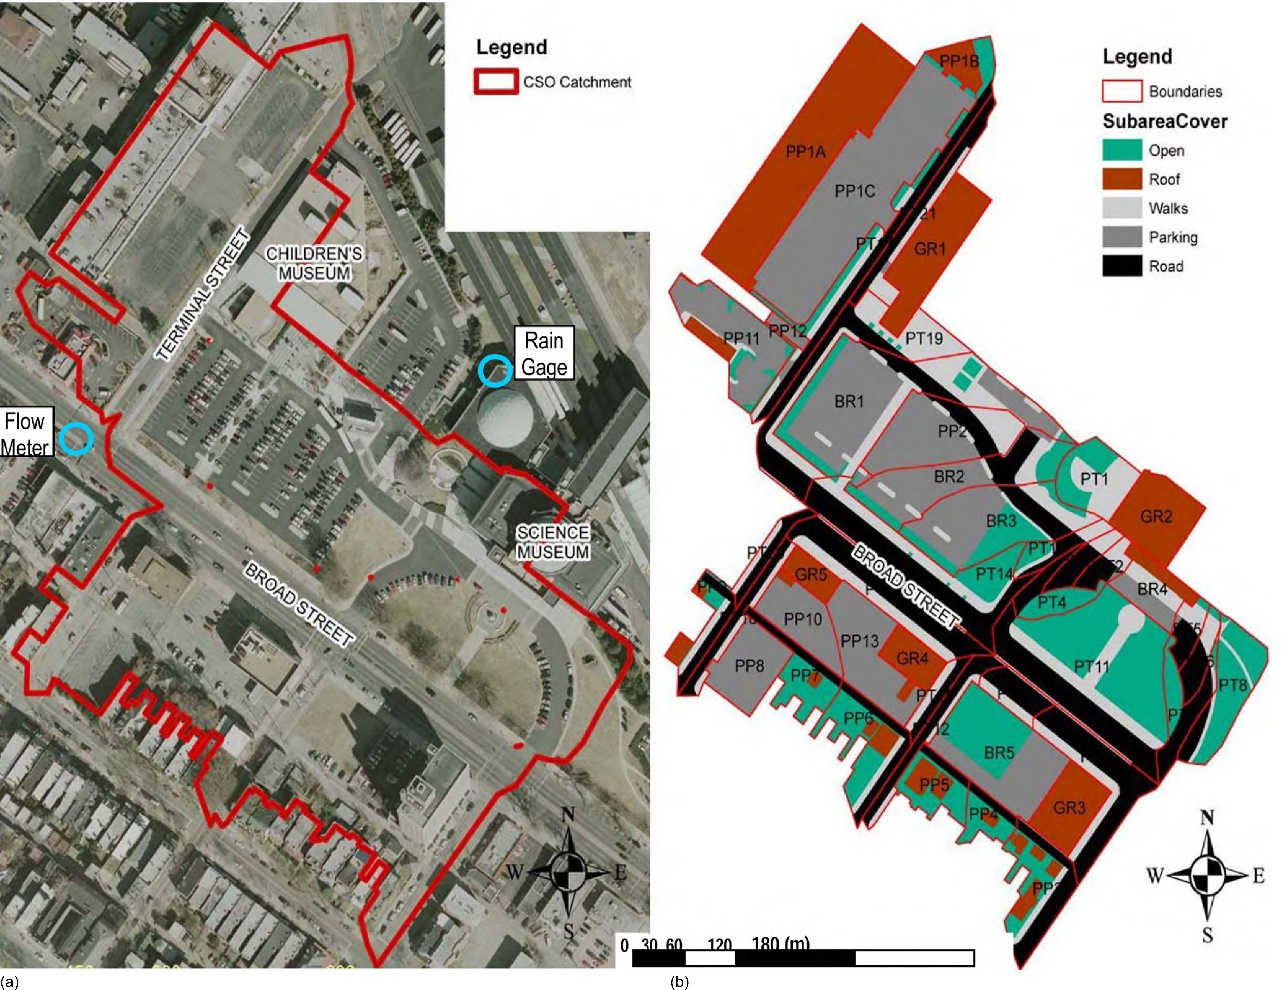 Legend
CSO Catchment
TERMINAL STREET
CHILDREN'S
MUSEUM
Rain
Gage
Flow
Meter
SCIENCE
MUSEUM
BROAD STREET
N
W
E
S
(a)
Legend
Boundaries
SubareaCover
Open
Roof
Walks
Parking
Road
PP1B
PP1A
PP1C
21
GR1
PP11
PP12
PT19
BR1
PP2
BR2
PT1
BR3
GR2
PT14
BROAD STREET
BR4
PT4
GR5
PP10
PP13
GR4
PP8
PP7
PP6
PT11
PT8
12
BR5
PP5
PP4
GR3
N
W
E
S
0 30 60 120 180 (m)
(b)